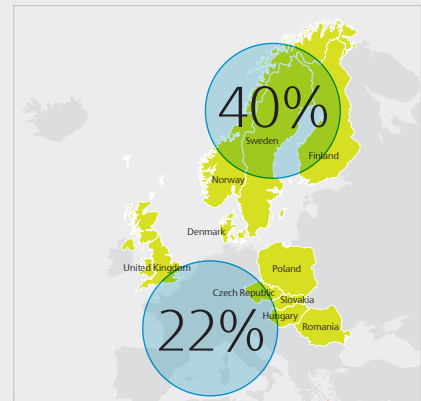 40%
Sweden
Finland
Norway
Denmark
United Kingdom
Poland
Czech Republic
Slovakia
Hungary
22%
Romania